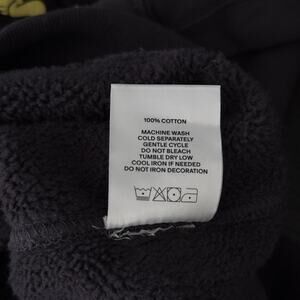 100% COTTON
MACHINE WASH
COLD SEPARATELY
GENTLE CYCLE
DO NOT BLEACH
TUMBLE DRY LOW
COOL IRON IF NEEDED
DO NOT IRON DECORATION